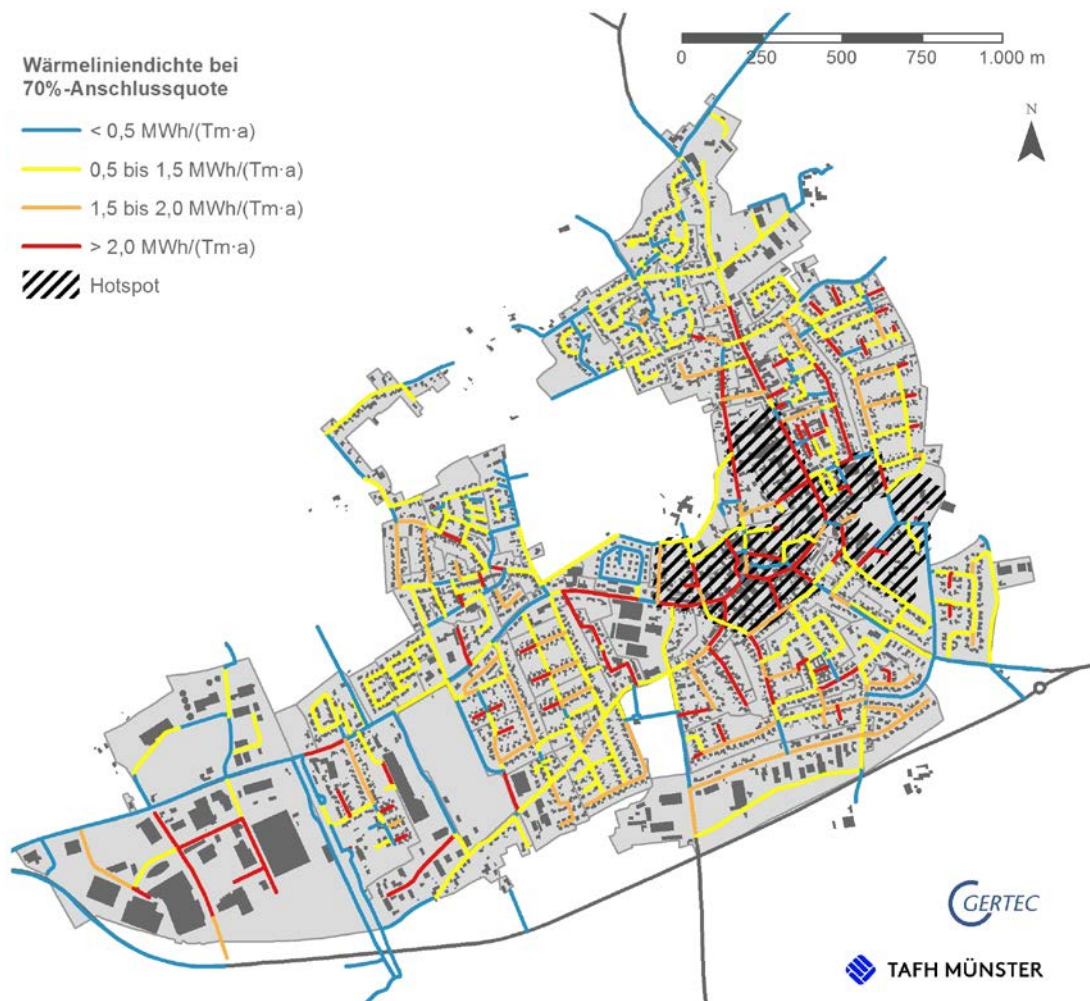 Wärmeliniendichte bei
70%-Anschlussquote
< 0,5 MWh/(Tm·a)
0,5 bis 1,5 MWh/(Tm·a)
1,5 bis 2,0 MWh/(Tm·a)
> 2,0 MWh/(Tm·a)
Hotspot
0 250 500 750 1.000 m
N
GERTEC
TAFH MÜNSTER